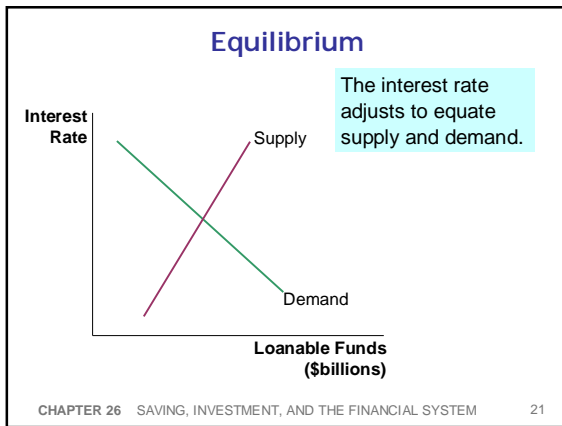 Equilibrium
The interest rate
adjusts to equate
supply and demand.
Interest
Rate
Supply
Demand
Loanable Funds
($billions)
CHAPTER 26 SAVING, INVESTMENT, AND THE FINANCIAL SYSTEM 21